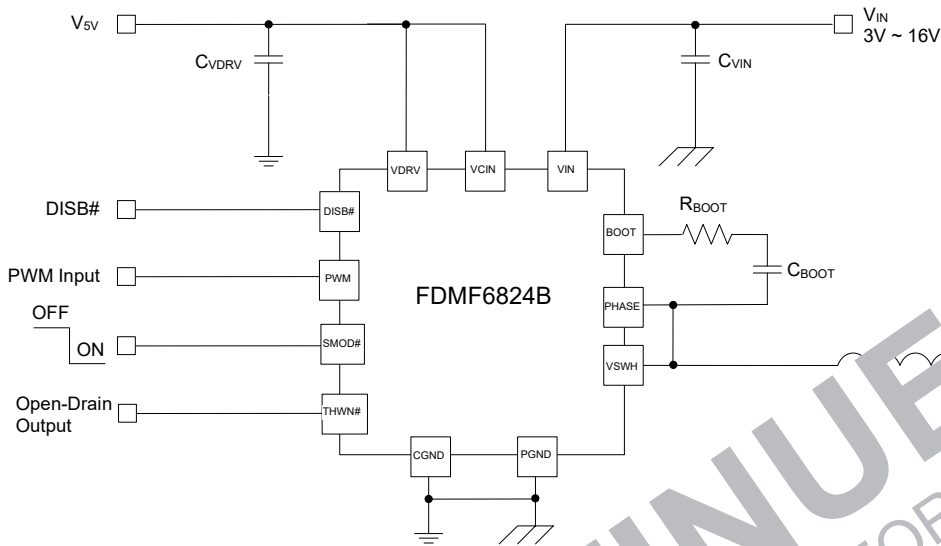 V5V
VIN
3V ~ 16V
CVDRV
CVIN
VDRV
VCIN
VIN
DISB#
DISB#
RBOOT
BOOT
PWM Input
PWM
CBOOT
FDMF6824B
OFF
PHASE
ON
SMOD#
VSWH
Open-Drain
Output
THWN#
CGND
PGND